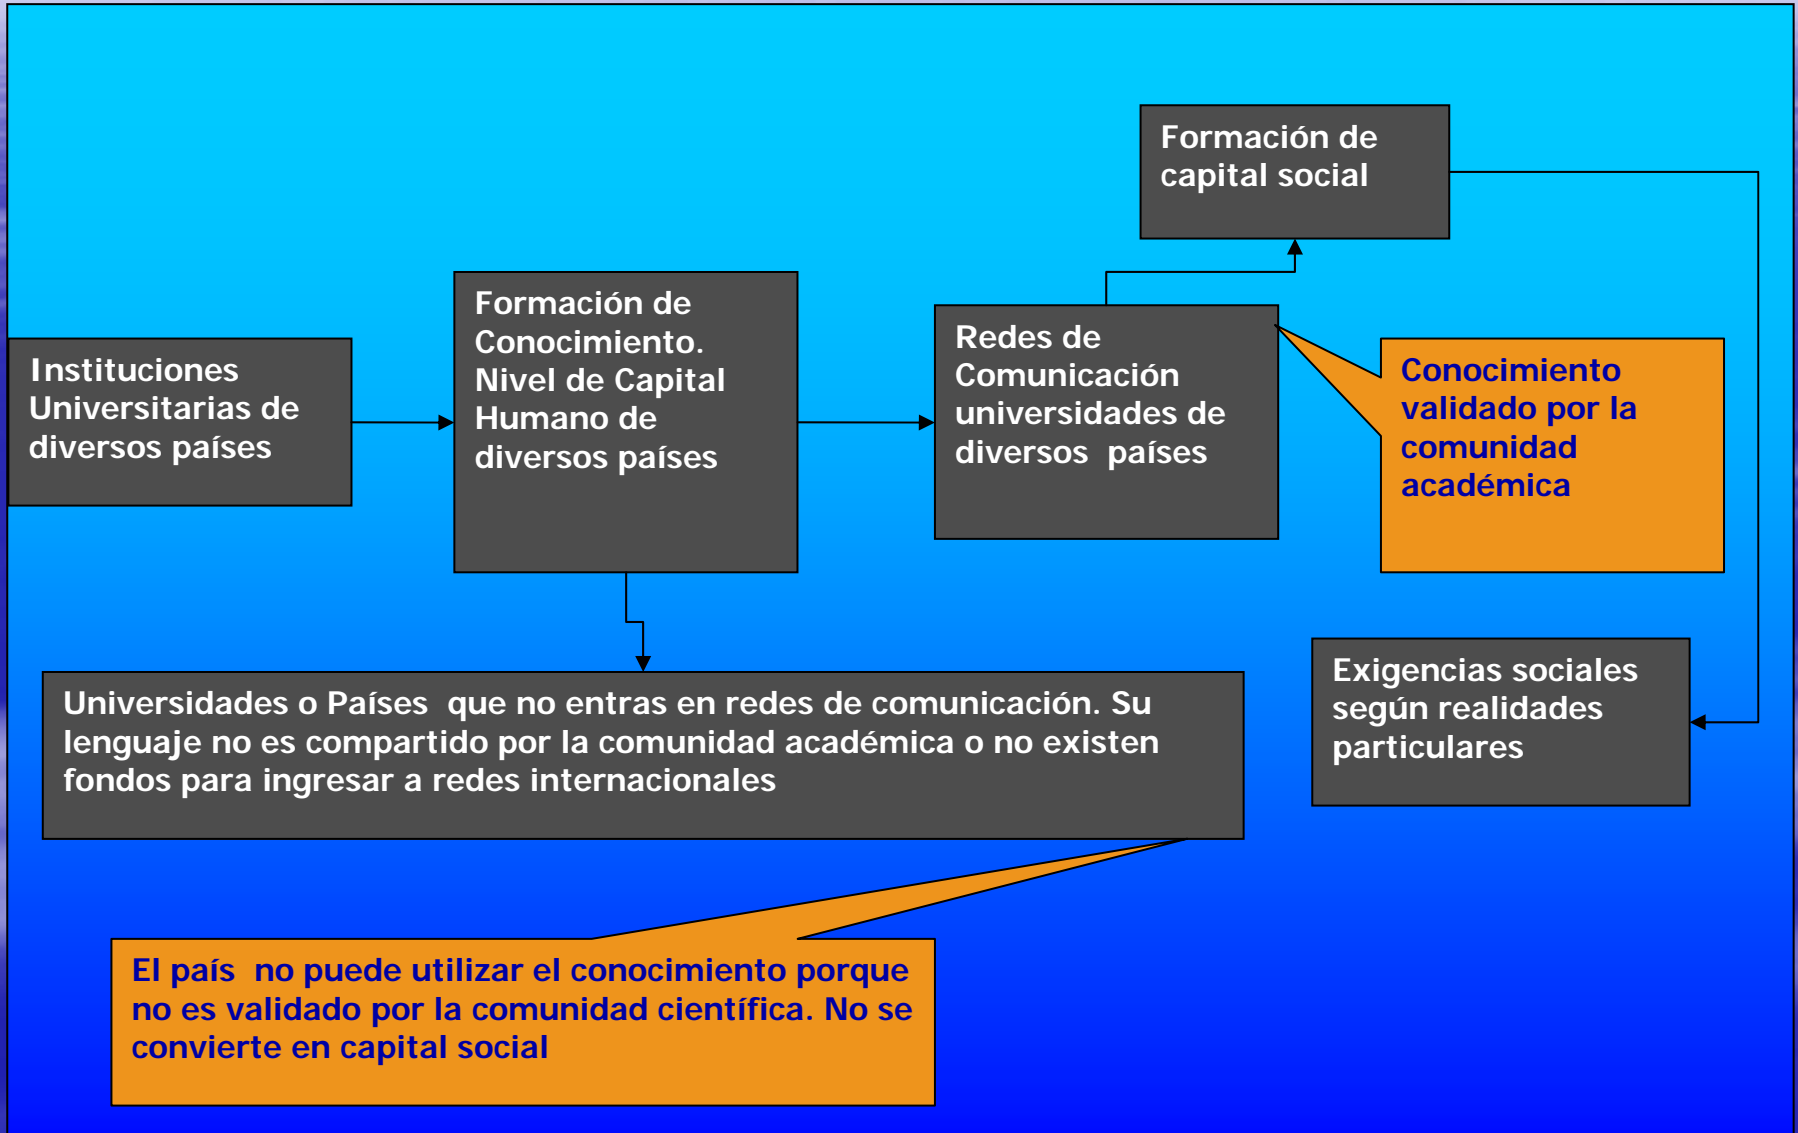 Formación de
capital social
Formación de
Conocimiento.
Nivel de Capital
Humano de
diversos países
Redes de
Comunicación
universidades de
diversos  países
Instituciones
Universitarias de
diversos países
Conocimiento
validado por la
comunidad
académica
Universidades o Países  que no entras en redes de comunicación. Su
lenguaje no es compartido por la comunidad académica o no existen
fondos para ingresar a redes internacionales
Exigencias sociales
según realidades
particulares
El país  no puede utilizar el conocimiento porque
no es validado por la comunidad científica. No se
convierte en capital social